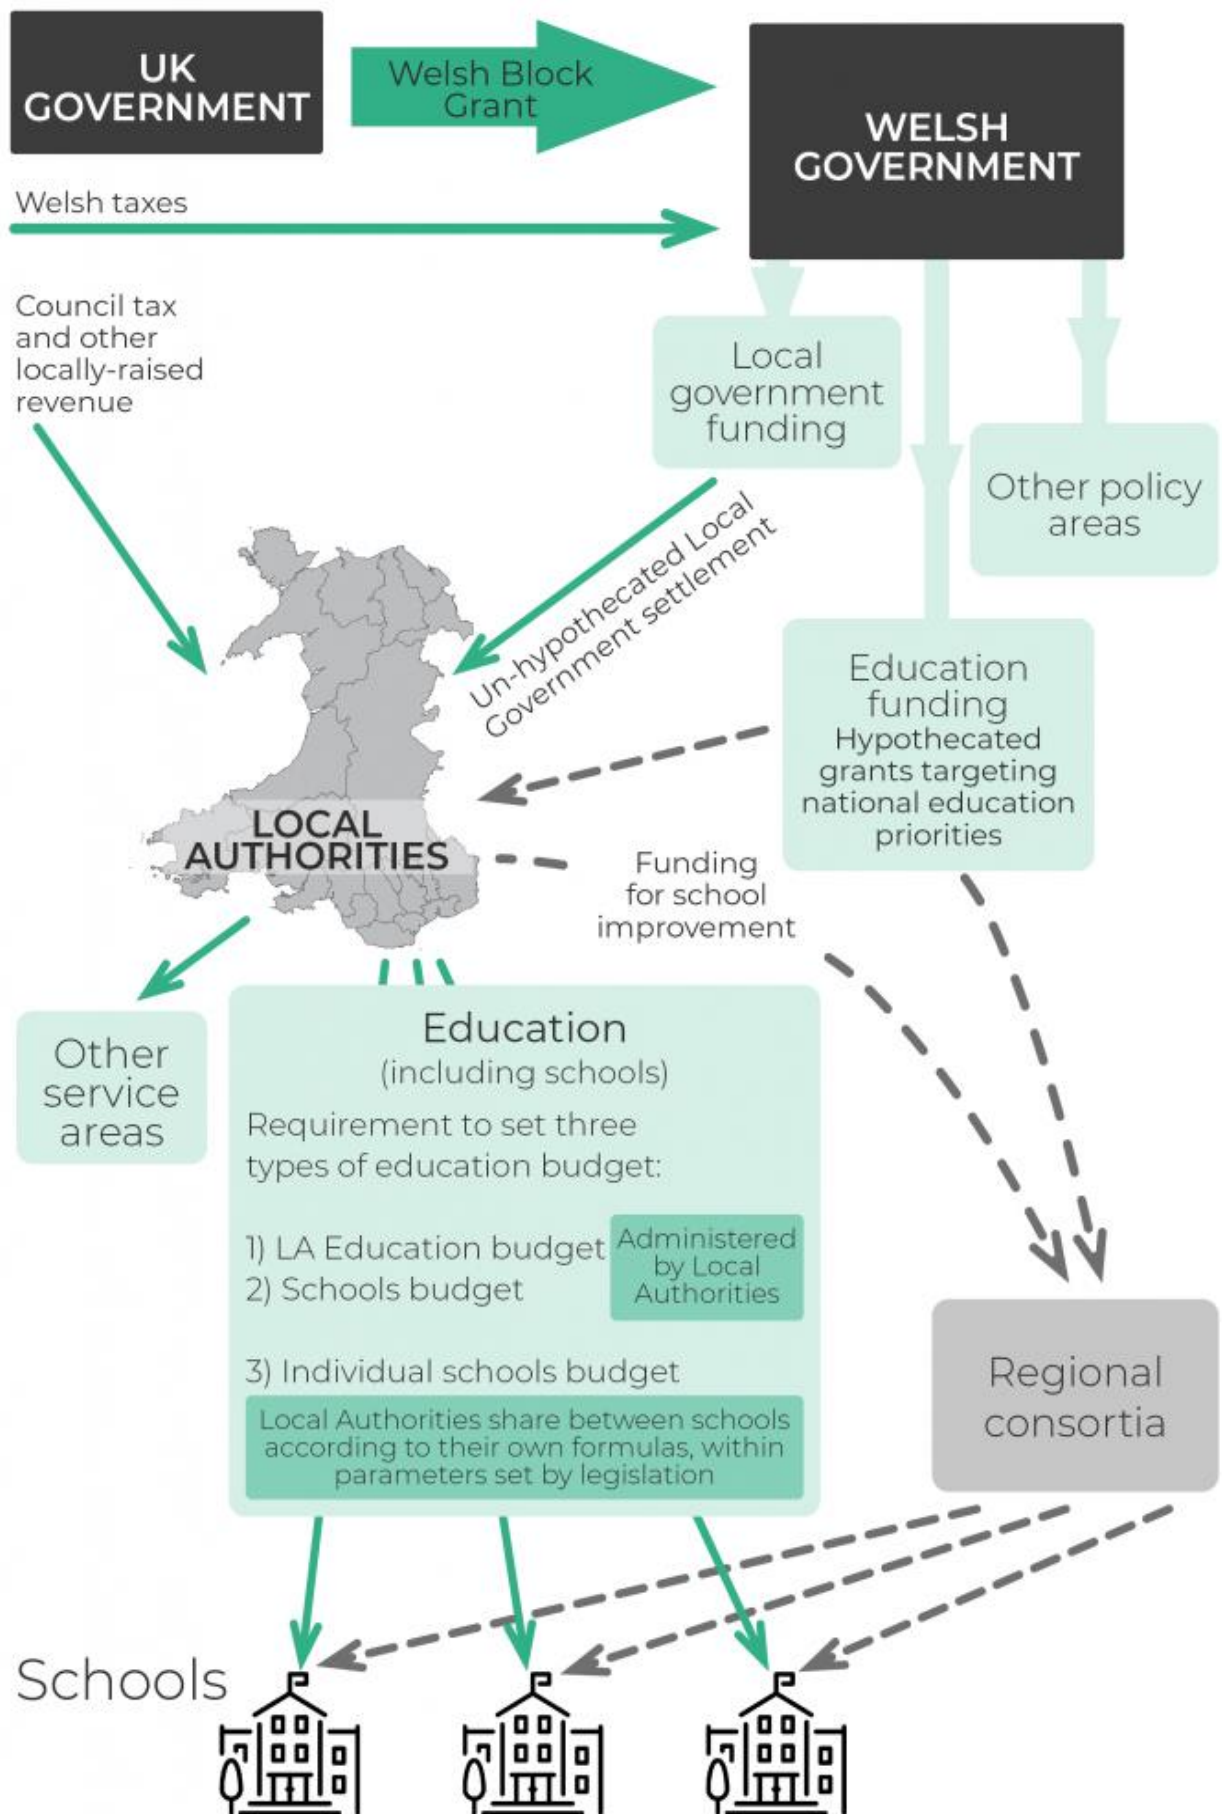 UK
GOVERNMENT
Welsh Block
Grant
WELSH
GOVERNMENT
Welsh taxes
Council tax
and other
locally-raised
revenue
Local
government
funding
Other policy
areas
Un-hypothecated Local
Government settlement
Education
funding
Hypothecated
grants targeting
national education
priorities
LOCAL
AUTHORITIES
Funding
for school
improvement
Other
service
areas
Education
(including schools)
Requirement to set three
types of education budget:
1) LA Education budget
2) Schools budget
Administered
by Local
Authorities
3) Individual schools budget
Local Authorities share between schools
according to their own formulas, within
parameters set by legislation
Regional
consortia
Schools